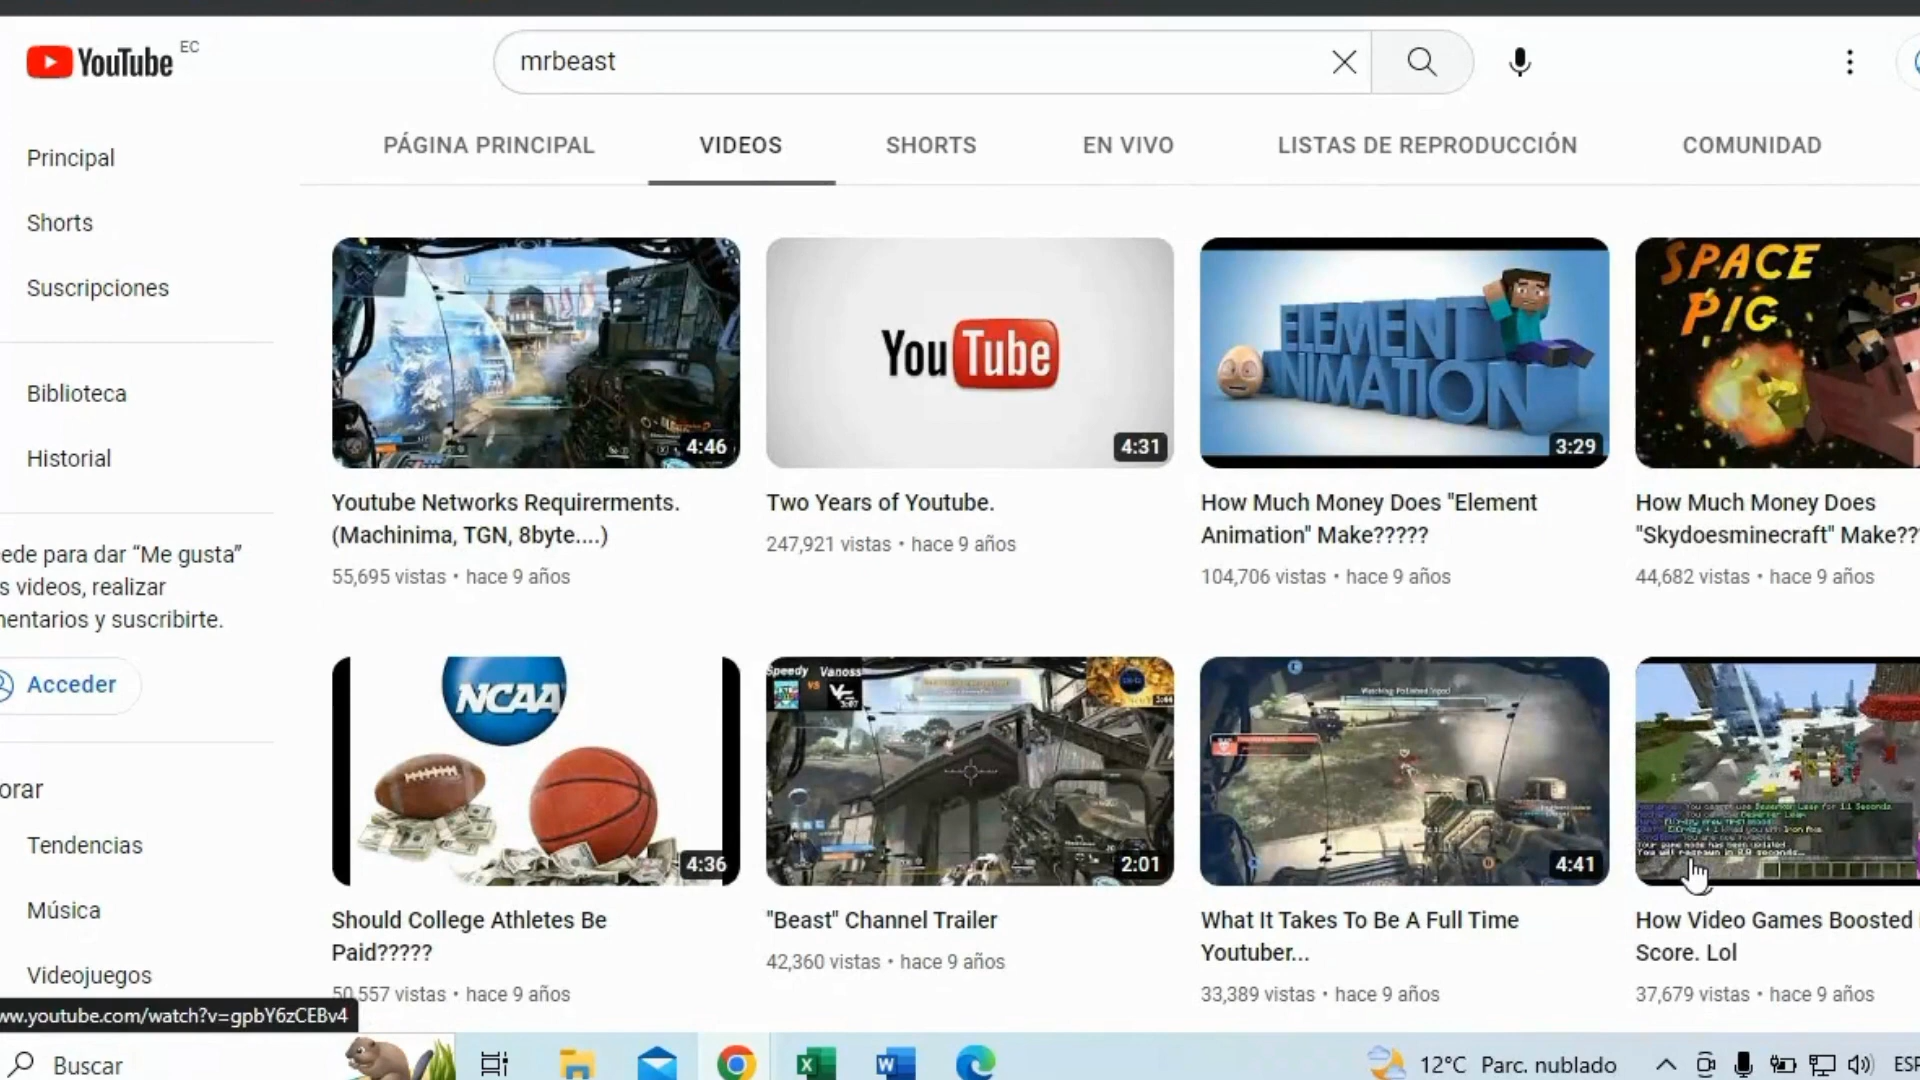 YouTube EC
mrbeast
PÁGINA PRINCIPAL VIDEOS SHORTS EN VIVO LISTAS DE REPRODUCCIÓN COMUNIDAD
Principal
Shorts
Suscripciones
Biblioteca
Historial
ede para dar “Me gusta”
s videos, realizar
mentarios y suscribirte.
Acceder
orar
Tendencias
Música
Videojuegos
4:46
Youtube Networks Requirerments.
(Machinima, TGN, 8byte....)
55,695 vistas • hace 9 años
YouTube
4:31
Two Years of Youtube.
247,921 vistas • hace 9 años
ELEMENT
ANIMATION
3:29
How Much Money Does "Element
Animation" Make?????
104,706 vistas • hace 9 años
SPACE
PIG
How Much Money Does
"Skydoesminecraft" Make??
44,682 vistas • hace 9 años
NCAA
4:36
Should College Athletes Be
Paid?????
50,557 vistas • hace 9 años
Speedy vs Vanoss
2:01
"Beast" Channel Trailer
42,360 vistas • hace 9 años
4:41
What It Takes To Be A Full Time
Youtuber...
33,389 vistas • hace 9 años
How Video Games Boosted
Score. Lol
37,679 vistas • hace 9 años
ww.youtube.com/watch?v=gpbY6zCEBv4
Buscar
12°C Parc. nublado
ESP